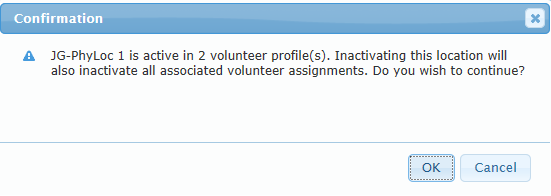 Confirmation
JG-PhyLoc 1 is active in 2 volunteer profile(s). Inactivating this location will
also inactivate all associated volunteer assignments. Do you wish to continue?
OK
Cancel